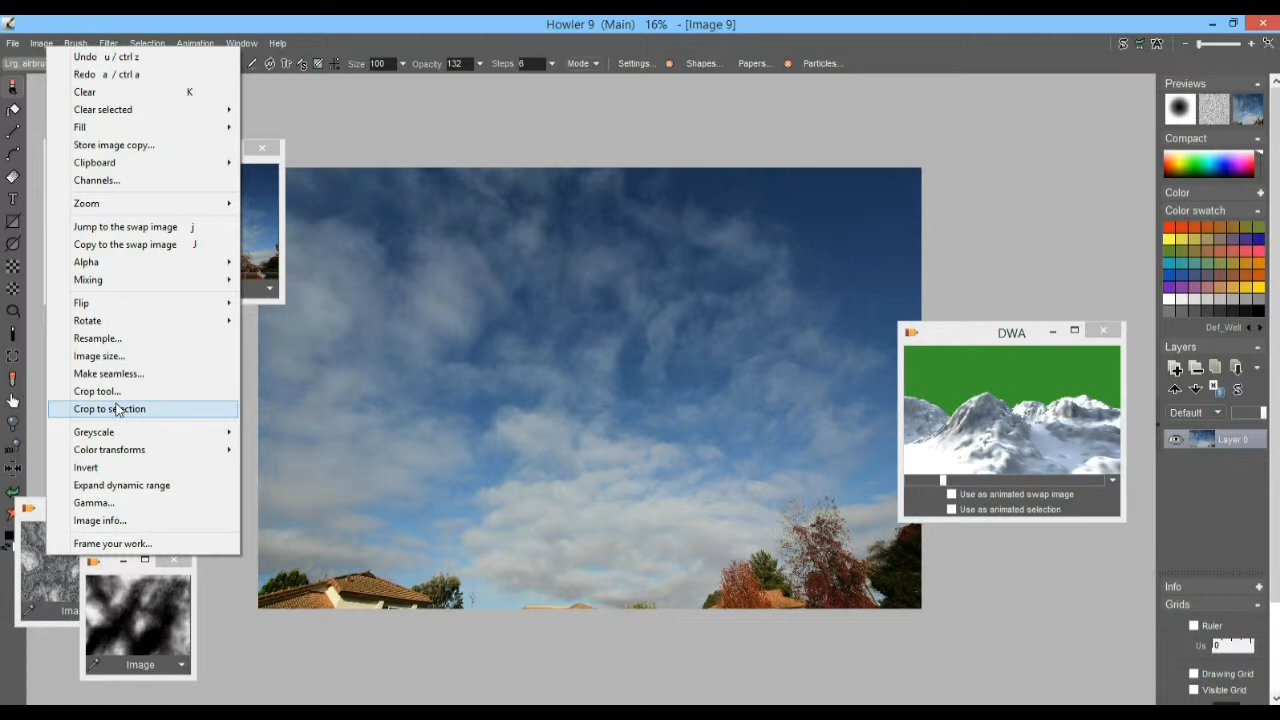 Howler 9 (Main) 16% - [Image 9]
File Image Brush Filter Selection Animation Window Help
Lrg. airbru Size 100 Opacity 132 Steps 6 Mode Settings... Shapes... Papers... Particles...
Undo u / ctrl z
Redo a / ctrl a
Clear K
Clear selected
Fill
Store image copy...
Clipboard
Channels...
Zoom
Jump to the swap image j
Copy to the swap image J
Alpha
Mixing
Flip
Rotate
Resample...
Image size...
Make seamless...
Crop tool...
Crop to selection
Greyscale
Color transforms
Invert
Expand dynamic range
Gamma...
Image info...
Frame your work...
Ima
Image
DWA
Use as animated swap image
Use as animated selection
Previews
Compact
Color
Color swatch
Def_Well
Layers
Default
Layer 0
Info
Grids
Ruler
Us 0
Drawing Grid
Visible Grid